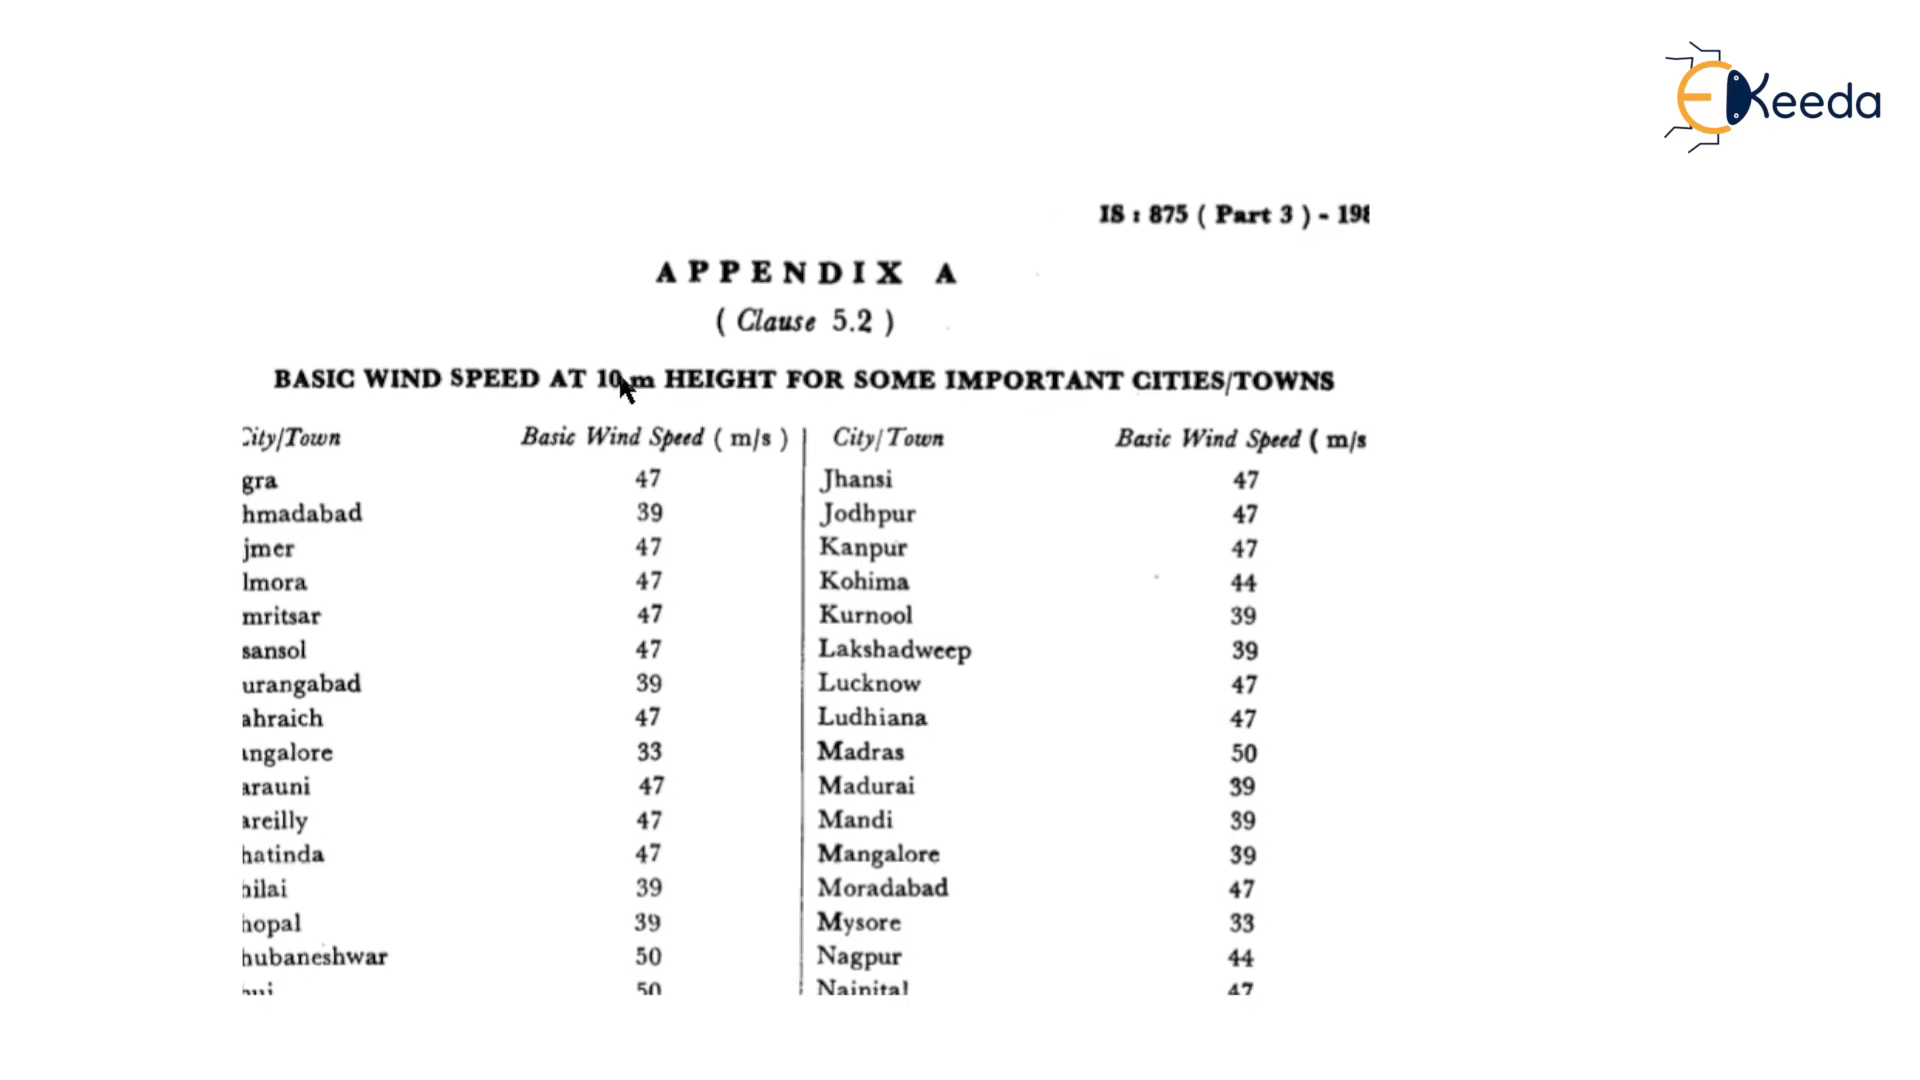 EKeeda
IS : 875 ( Part 3 ) - 198
APPENDIX A
( Clause 5.2 )
BASIC WIND SPEED AT 10 m HEIGHT FOR SOME IMPORTANT CITIES/TOWNS
City/Town Basic Wind Speed ( m/s ) City/Town Basic Wind Speed ( m/s
gra 47 Jhansi 47
hmadabad 39 Jodhpur 47
jmer 47 Kanpur 47
lmora 47 Kohima 44
mritsar 47 Kurnool 39
sansol 47 Lakshadweep 39
urangabad 39 Lucknow 47
ahraich 47 Ludhiana 47
angalore 33 Madras 50
arauni 47 Madurai 39
areilly 47 Mandi 39
hatinda 47 Mangalore 39
hilai 39 Moradabad 47
hopal 39 Mysore 33
hubaneshwar 50 Nagpur 44
50 Nainital 47